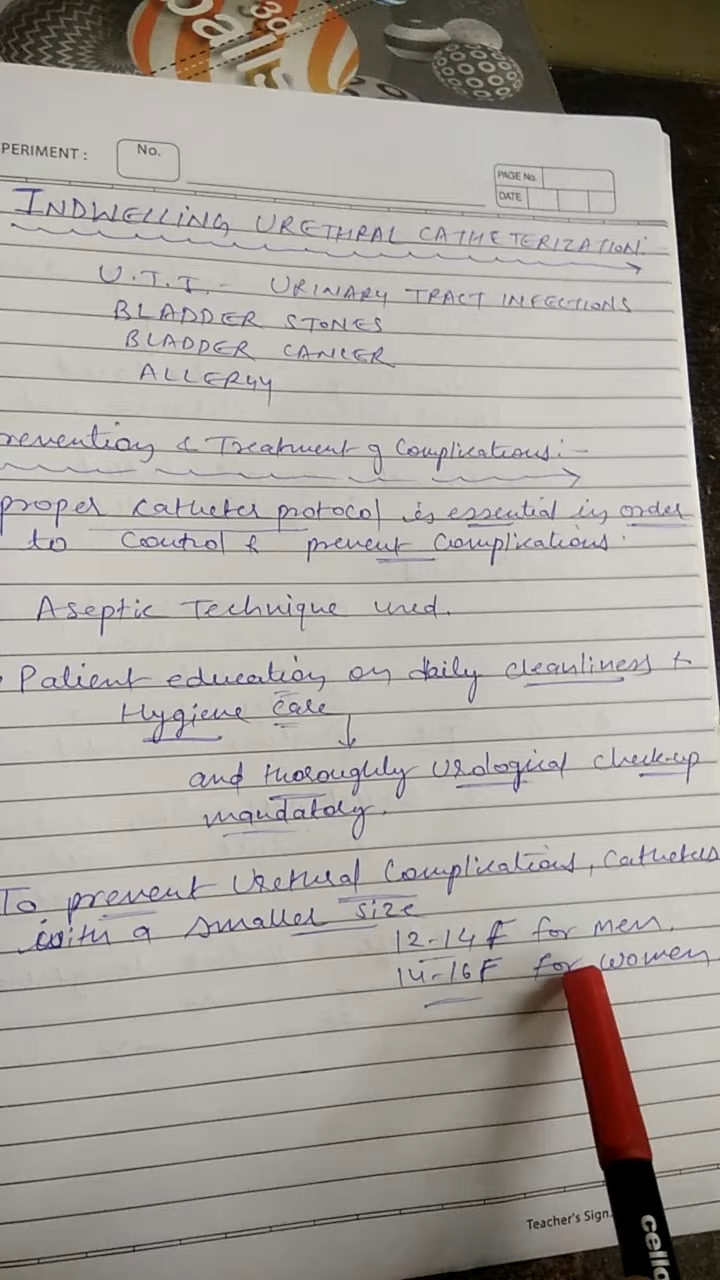 3d
balls
PERIMENT :
No.
PAGE No.
DATE
INDWELLING URETHRAL CATHETERIZATION:-
U.T.I.- URINARY TRACT INFECTIONS
BLADDER STONES
BLADDER CANCER
ALLERGY
revention & Treatment of Complications:-
proper catheter protocol is essential in order
to control & prevent complications.
Aseptic Technique used.
Patient education on daily cleanliness &
Hygiene care
↓
and thoroughly Urological check-up
mandatory.
To prevent Urethral Complications, Catheters
with a smaller size
12-14 F for men.
14-16F for women
Teacher's Sign.
cello